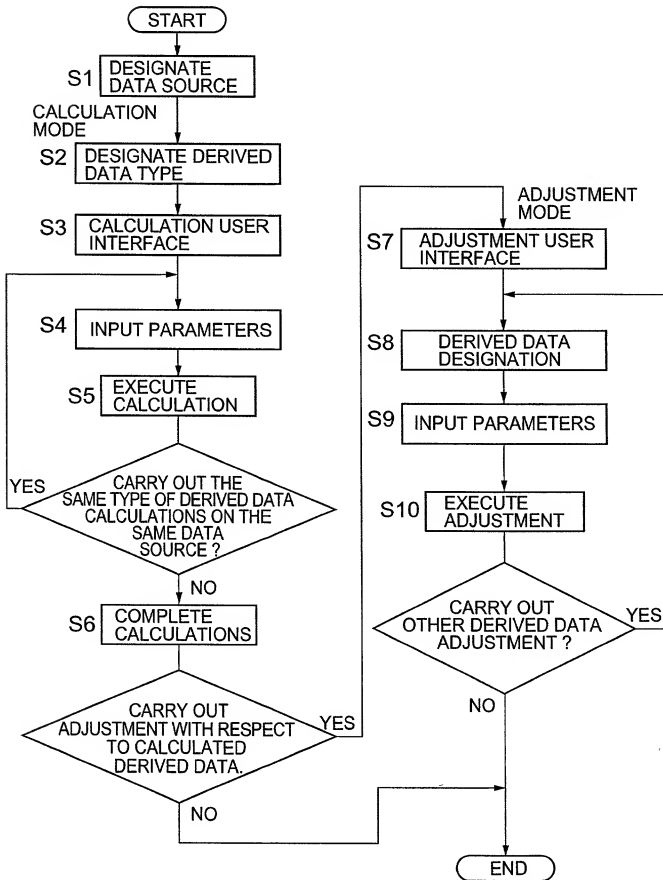 START
S1
DESIGNATE
DATA SOURCE
CALCULATION
MODE
S2
DESIGNATE DERIVED
DATA TYPE
S3
CALCULATION USER
INTERFACE
S4
INPUT PARAMETERS
S5
EXECUTE
CALCULATION
YES
CARRY OUT THE
SAME TYPE OF DERIVED DATA
CALCULATIONS ON THE
SAME DATA
SOURCE ?
NO
S6
COMPLETE
CALCULATIONS
CARRY OUT
ADJUSTMENT WITH RESPECT
TO CALCULATED
DERIVED DATA.
YES
NO
ADJUSTMENT
MODE
S7
ADJUSTMENT USER
INTERFACE
S8
DERIVED DATA
DESIGNATION
S9
INPUT PARAMETERS
S10
EXECUTE
ADJUSTMENT
CARRY OUT
OTHER DERIVED DATA
ADJUSTMENT ?
YES
NO
END